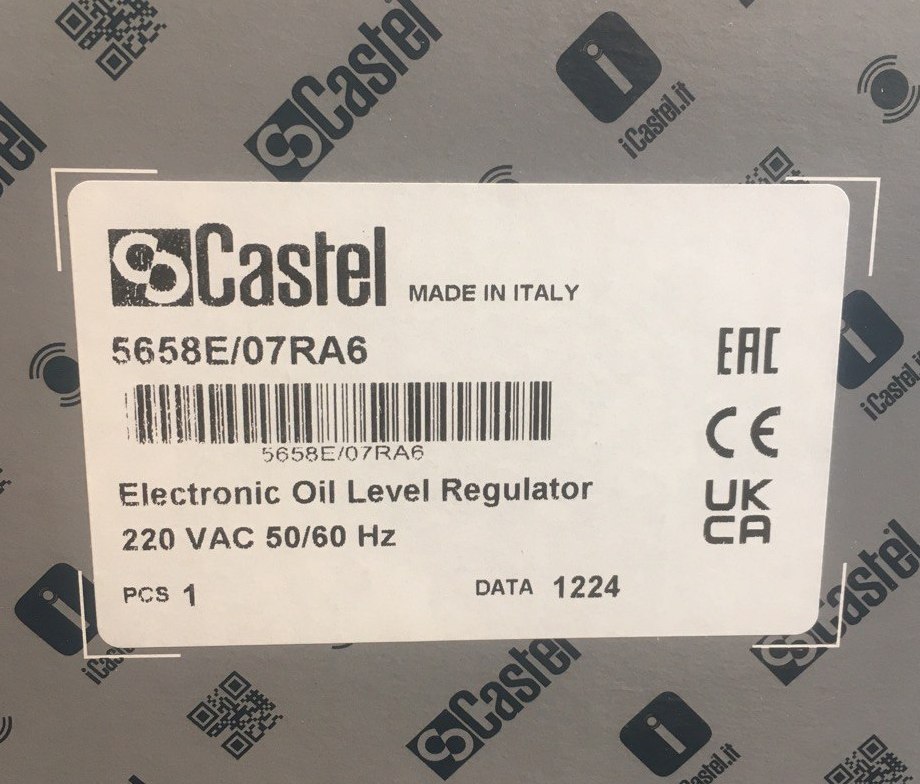 Castel
iCastel.it
Castel MADE IN ITALY
5658E/07RA6
EAC
5658E/07RA6
CE
Electronic Oil Level Regulator
UK
CA
220 VAC 50/60 Hz
PCS 1
DATA 1224
Castel